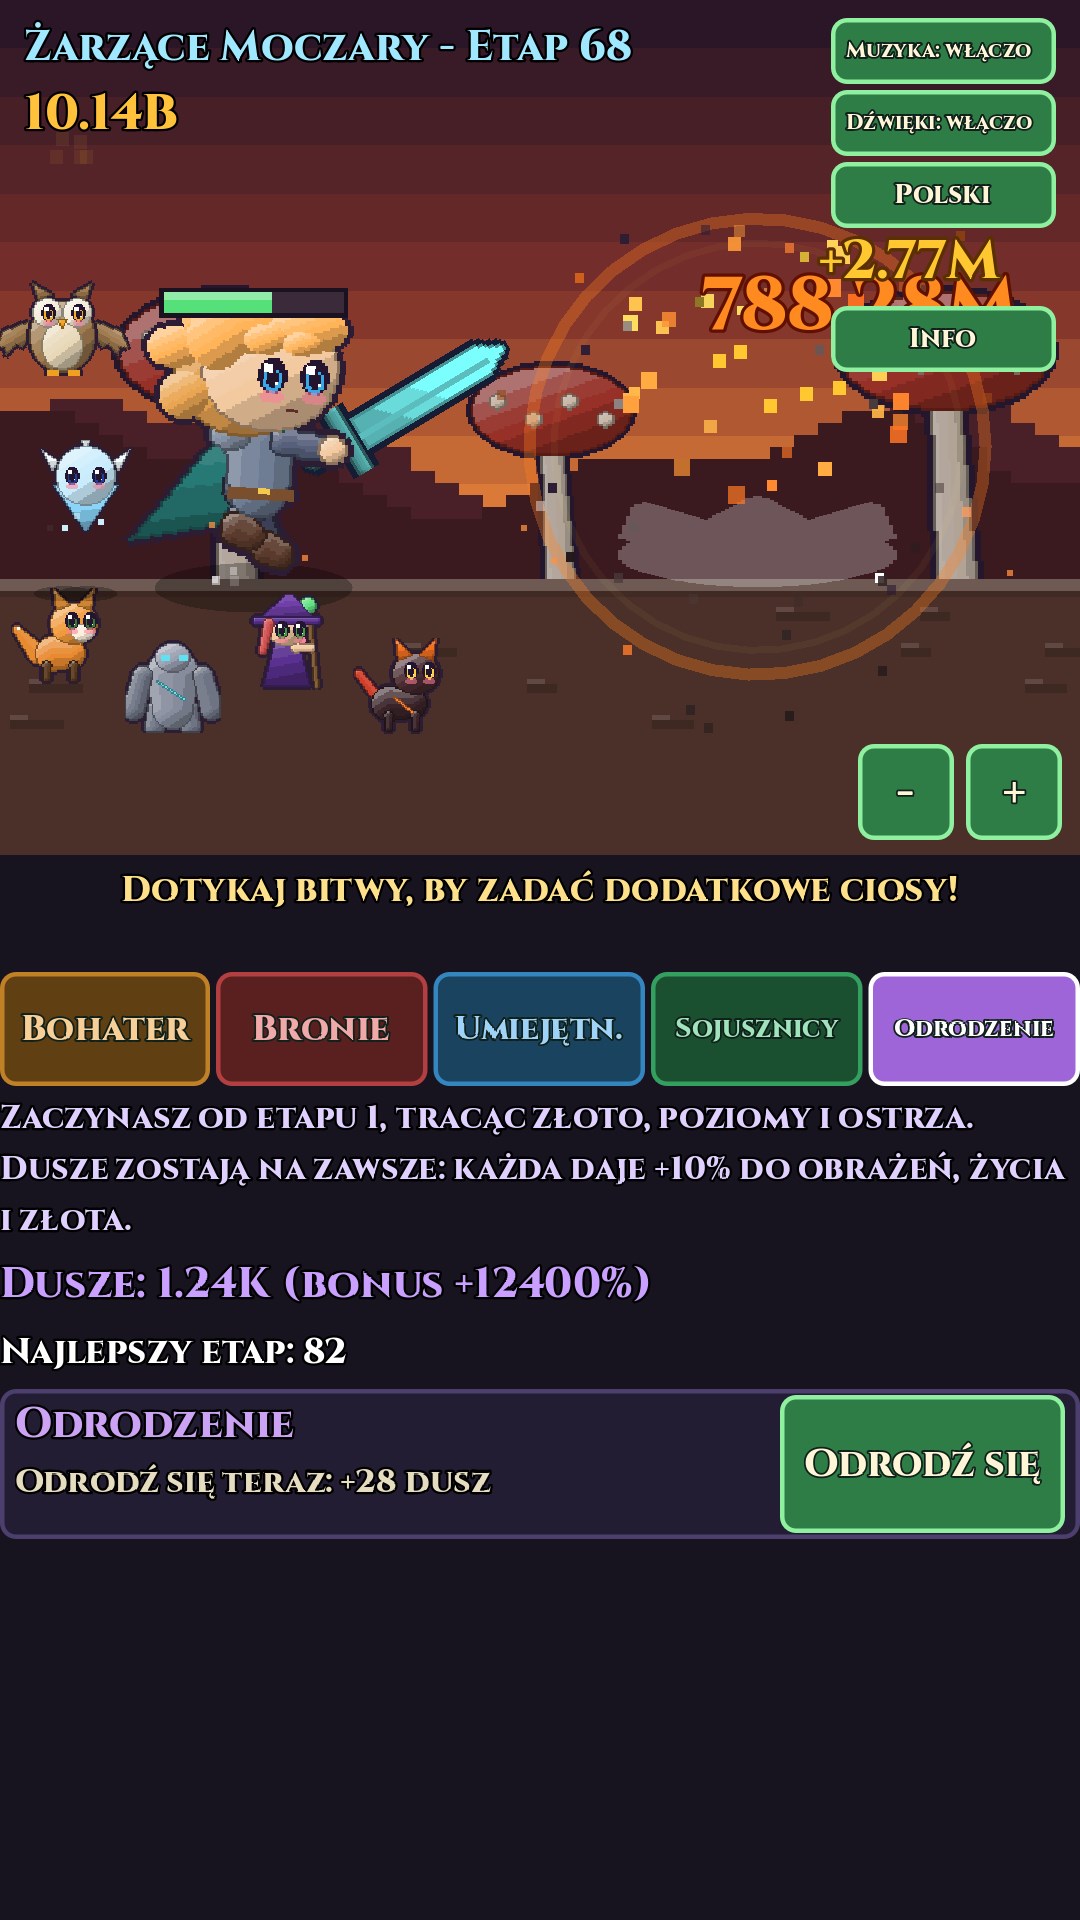 Żarzące Moczary - Etap 68
10.14B
Muzyka: włączo
Dźwięki: włączo
Polski
+2.77M
Info
Dotykaj bitwy, by zadać dodatkowe ciosy!
Bohater
Bronie
Umiejętn.
Sojusznicy
Odrodzenie
Zaczynasz od etapu 1, tracąc złoto, poziomy i ostrza.
Dusze zostają na zawsze: każda daje +10% do obrażeń, życia
i złota.
Dusze: 1.24K (bonus +12400%)
Najlepszy etap: 82
Odrodzenie
Odrodź się teraz: +28 dusz
Odrodź się
- +